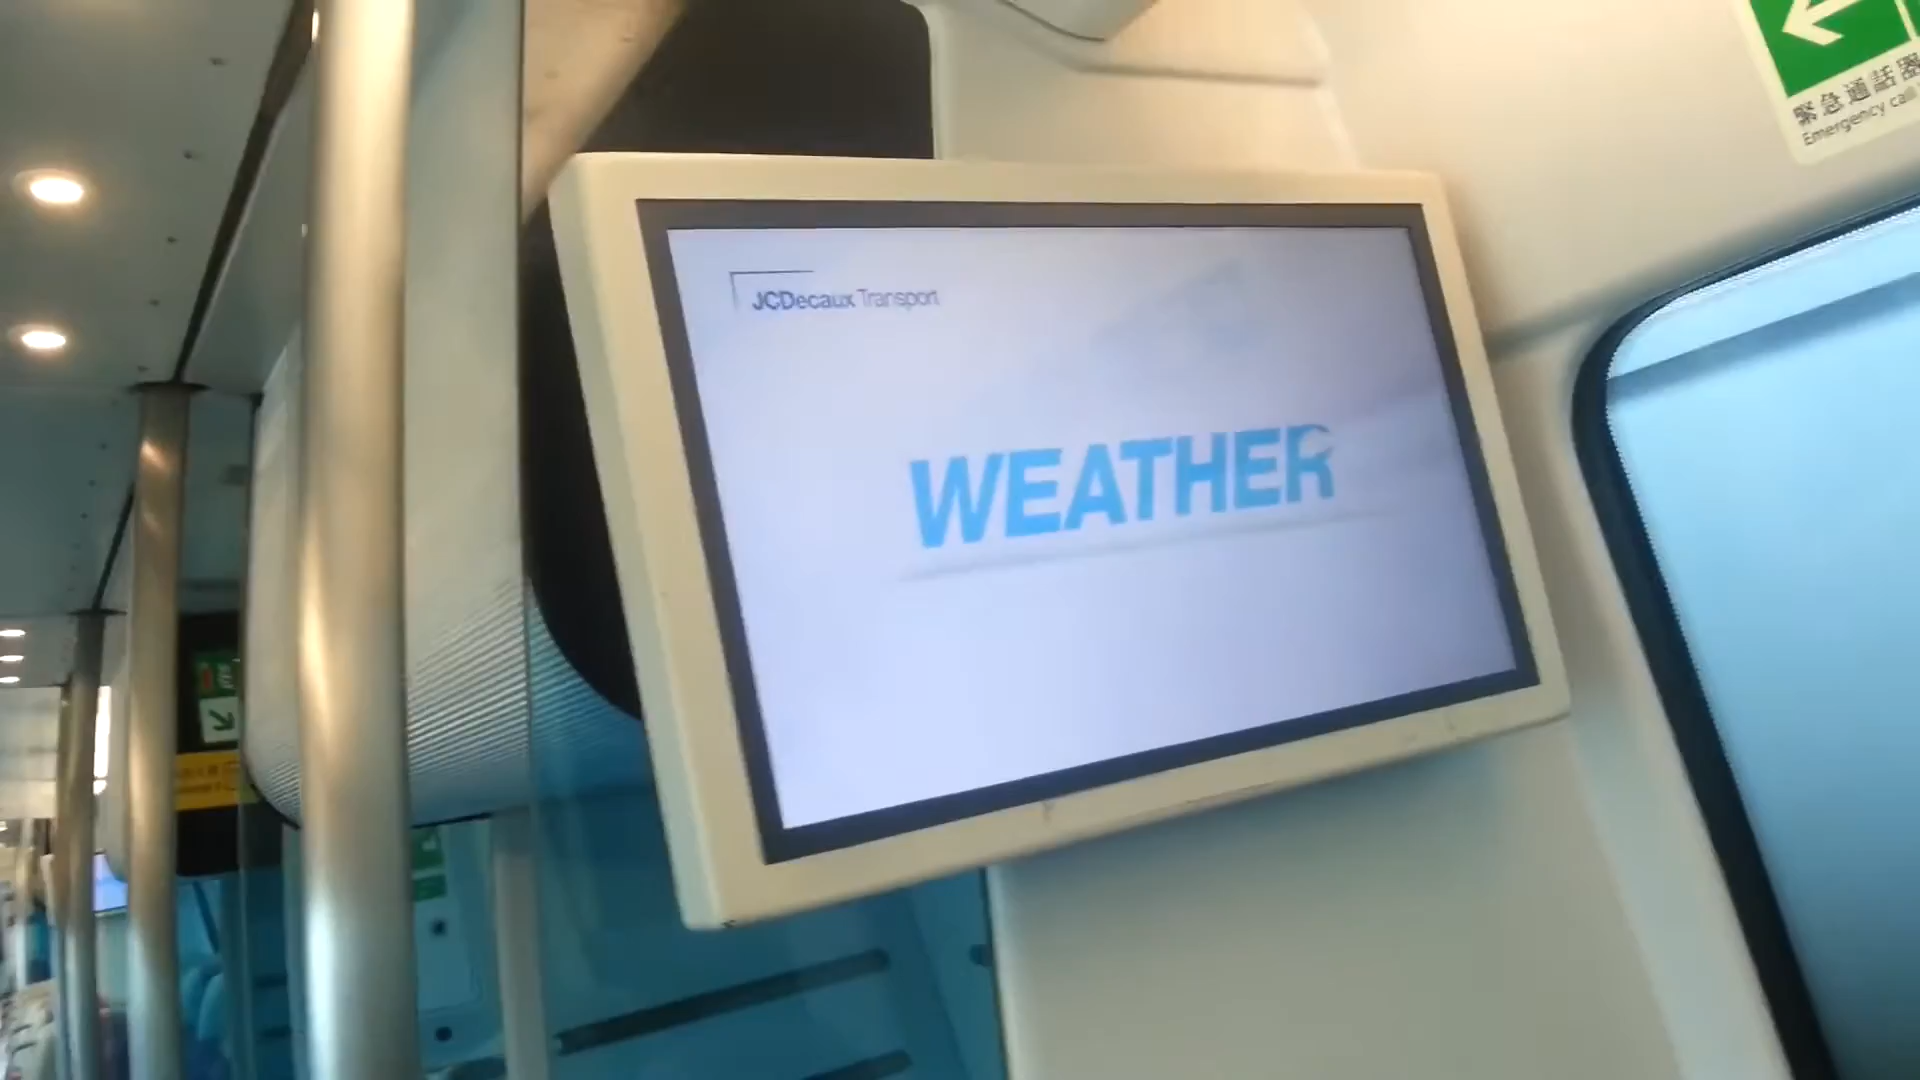 緊急通話器
Emergency call
JCDecaux Transport
WEATHER